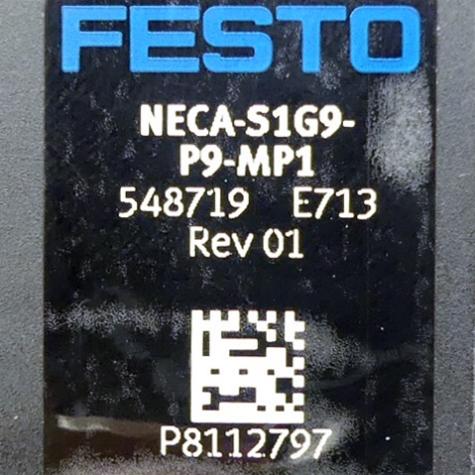 FESTO
NECA-S1G9-
P9-MP1
548719 E713
Rev 01
P8112797